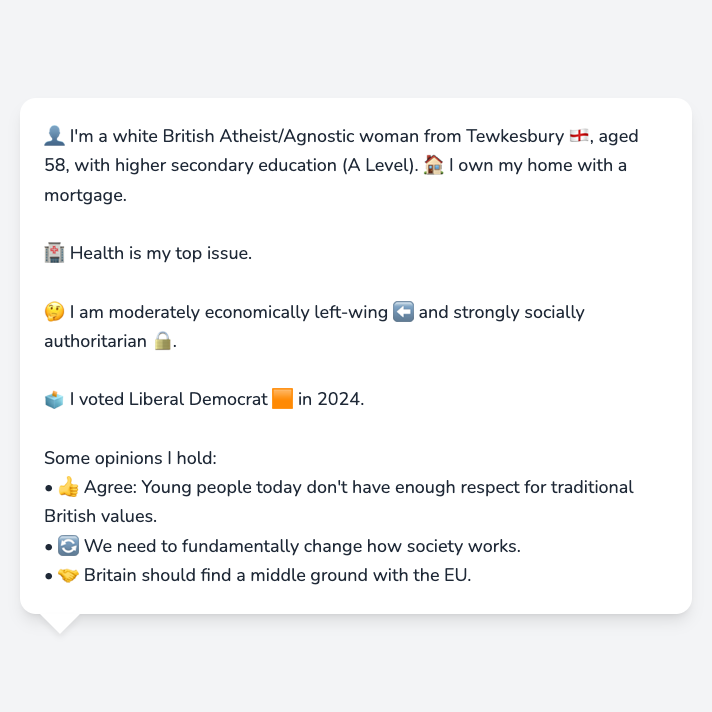 👤 I'm a white British Atheist/Agnostic woman from Tewkesbury 🏴󠁧󠁢󠁥󠁮󠁧󠁿, aged
58, with higher secondary education (A Level). 🏠 I own my home with a
mortgage.
🏥 Health is my top issue.
🤔 I am moderately economically left-wing ⬅️ and strongly socially
authoritarian 🔒.
🗳️ I voted Liberal Democrat 🟧 in 2024.
Some opinions I hold:
• 👍 Agree: Young people today don't have enough respect for traditional
British values.
• 🔄 We need to fundamentally change how society works.
• 🤝 Britain should find a middle ground with the EU.